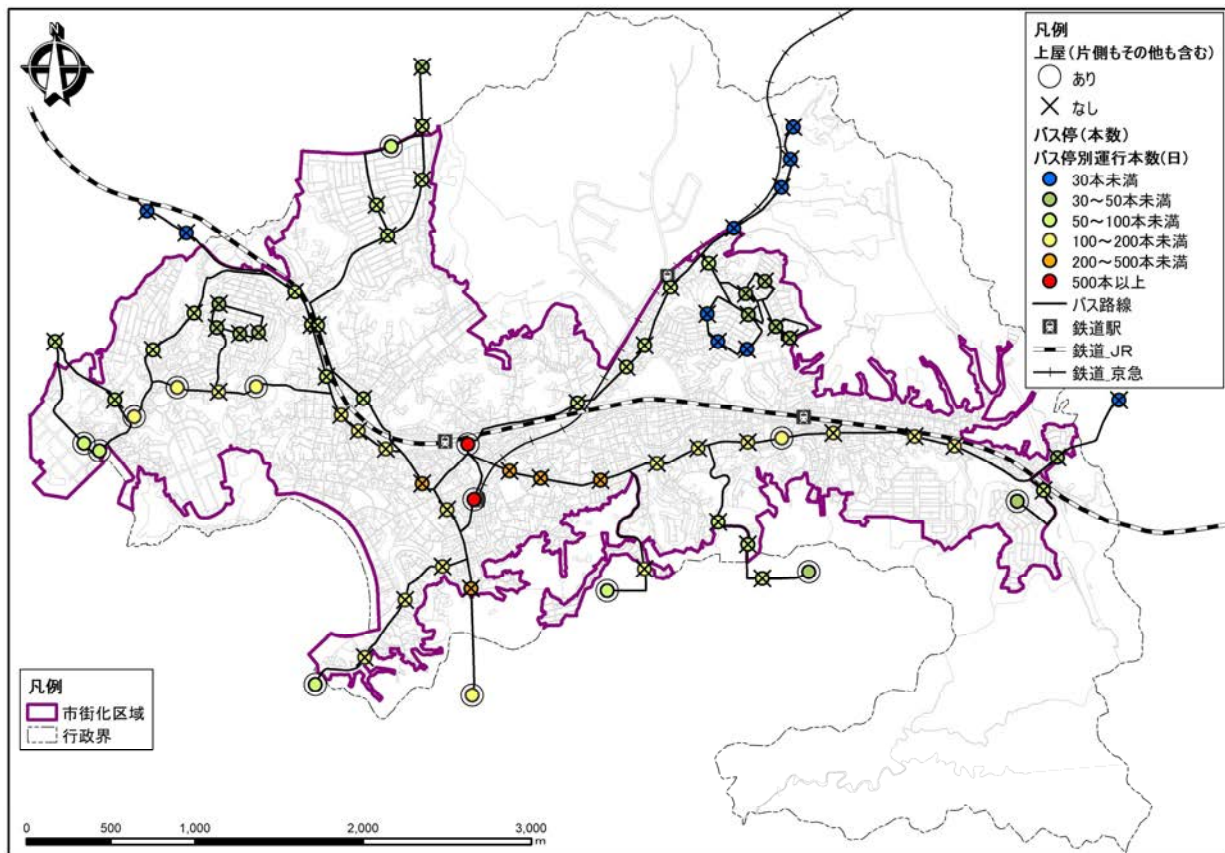 N
凡例
上屋(片側もその他も含む)
あり
なし
バス停(本数)
バス停別運行本数(日)
30本未満
30～50本未満
50～100本未満
100～200本未満
200～500本未満
500本以上
バス路線
鉄道駅
鉄道_JR
鉄道_京急
凡例
市街化区域
行政界
0 500 1,000 2,000 3,000
m